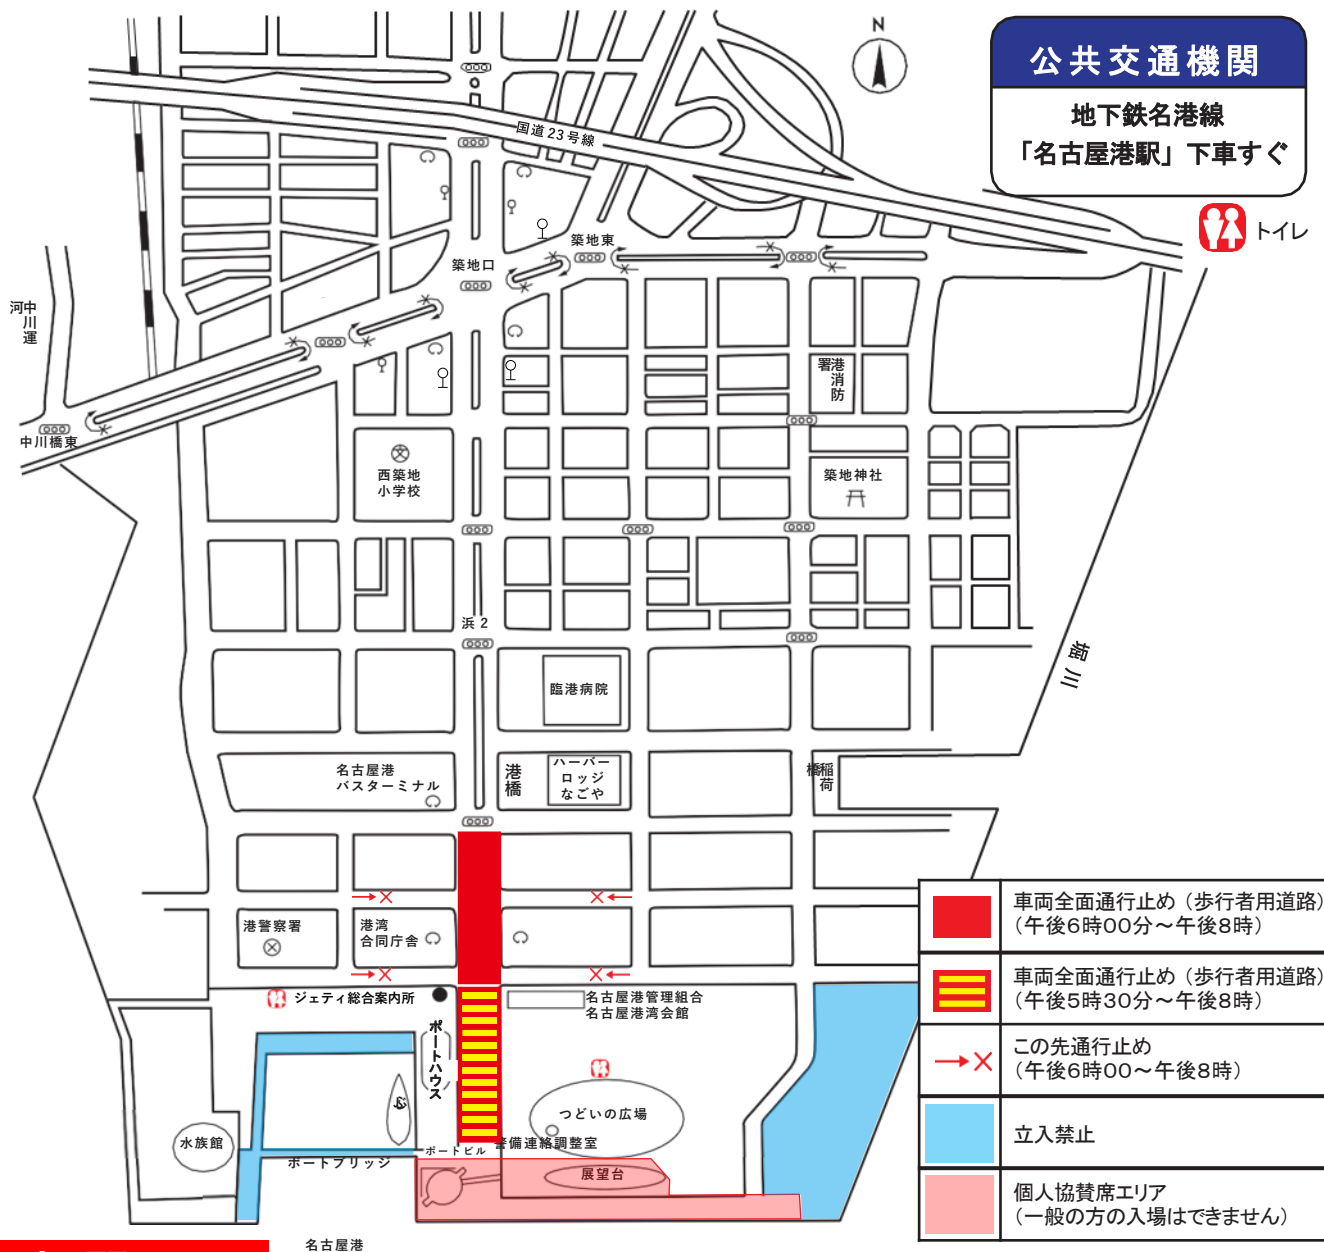 N
公共交通機関
地下鉄名港線
「名古屋港駅」下車すぐ
トイレ
国道23号線
築地東
築地口
中川運河
中川橋東
港消防署
西築地
小学校
築地神社
浜2
堀川
臨港病院
名古屋港
バスターミナル
港橋
ハーバー
ロッジ
なごや
稲荷橋
港警察署
港湾
合同庁舎
ジェティ総合案内所
名古屋港管理組合
名古屋港湾会館
ポートハウス
つどいの広場
水族館
ポートブリッジ
ポートビル
警備連絡調整室
展望台
名古屋港
車両全面通行止め（歩行者用道路）
（午後6時00分～午後8時）
車両全面通行止め（歩行者用道路）
（午後5時30分～午後8時）
この先通行止め
（午後6時00～午後8時）
立入禁止
個人協賛席エリア
（一般の方の入場はできません）